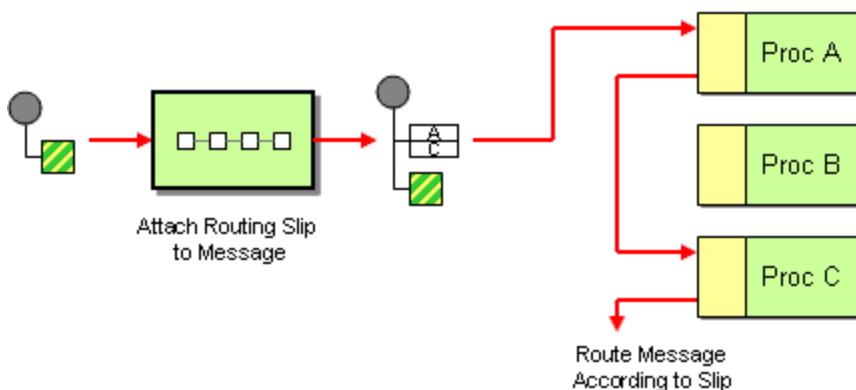 Proc A
A
C
Proc B
Attach Routing Slip
to Message
Proc C
Route Message
According to Slip